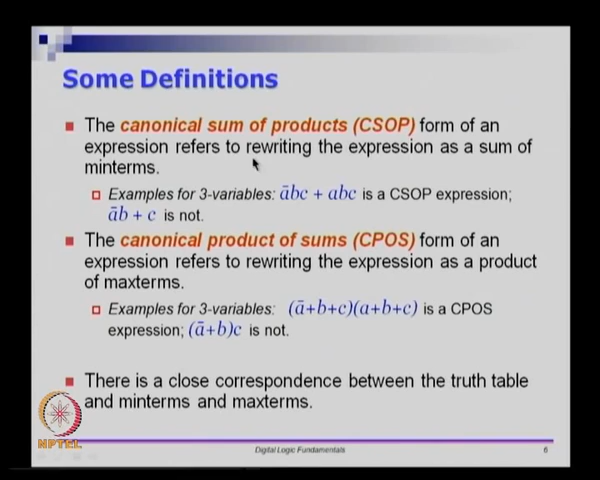 Some Definitions
The canonical sum of products (CSOP) form of an
expression refers to rewriting the expression as a sum of
minterms.
Examples for 3-variables: ābc + abc is a CSOP expression;
āb + c is not.
The canonical product of sums (CPOS) form of an
expression refers to rewriting the expression as a product
of maxterms.
Examples for 3-variables: (ā+b+c)(a+b+c) is a CPOS
expression; (ā+b)c is not.
There is a close correspondence between the truth table
and minterms and maxterms.
NPTEL
Digital Logic Fundamentals
6